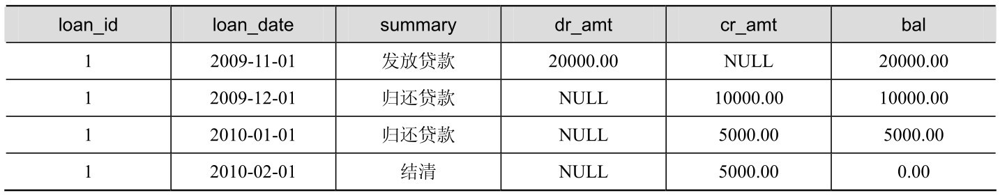 loan_id loan_date summary dr_amt cr_amt bal
1 2009-11-01 发放贷款 20000.00 NULL 20000.00
1 2009-12-01 归还贷款 NULL 10000.00 10000.00
1 2010-01-01 归还贷款 NULL 5000.00 5000.00
1 2010-02-01 结清 NULL 5000.00 0.00